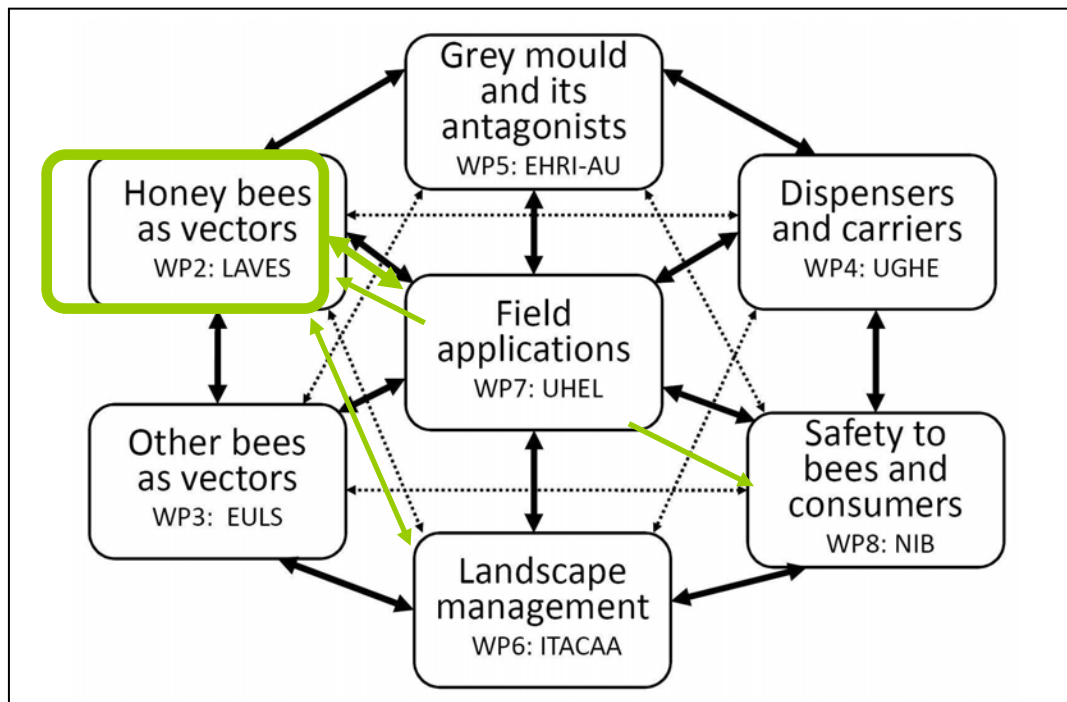 Grey mould
and its
antagonists
WP5: EHRI-AU
Honey bees
as vectors
WP2: LAVES
Dispensers
and carriers
WP4: UGHE
Field
applications
WP7: UHEL
Other bees
as vectors
WP3: EULS
Safety to
bees and
consumers
WP8: NIB
Landscape
management
WP6: ITACAA